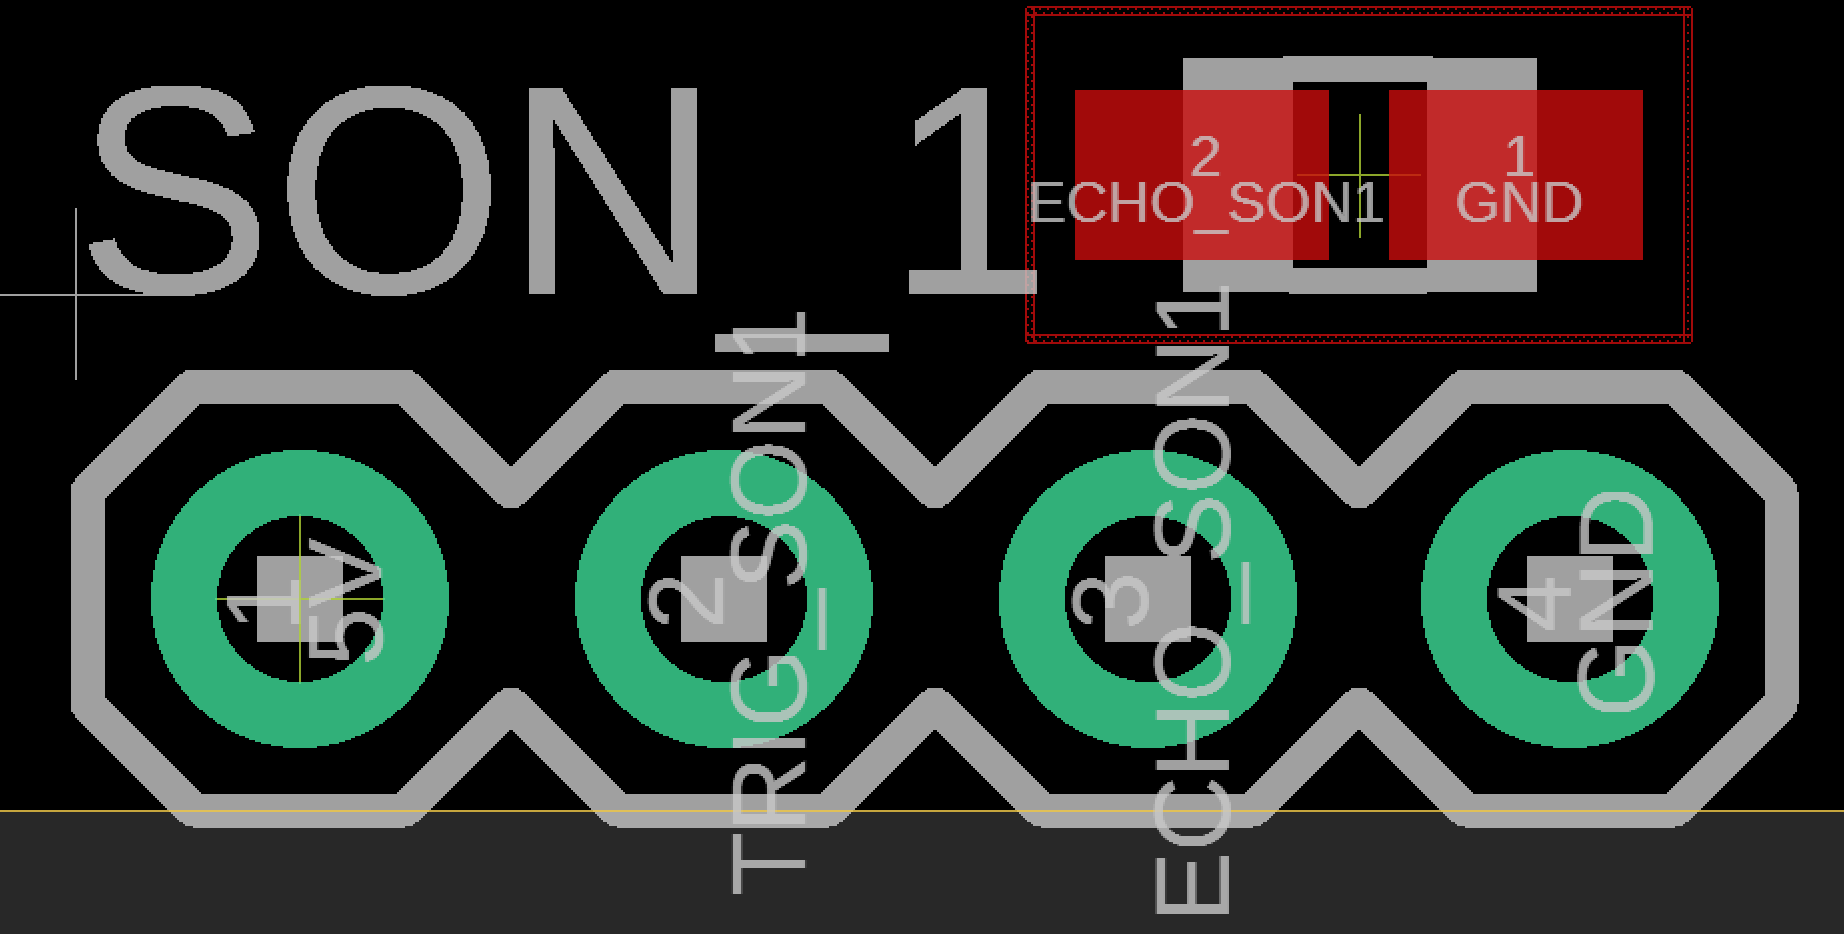 SON_1
2
ECHO_SON1
1
GND
1
5V
2
TRIG_SON1
3
ECHO_SON1
4
GND